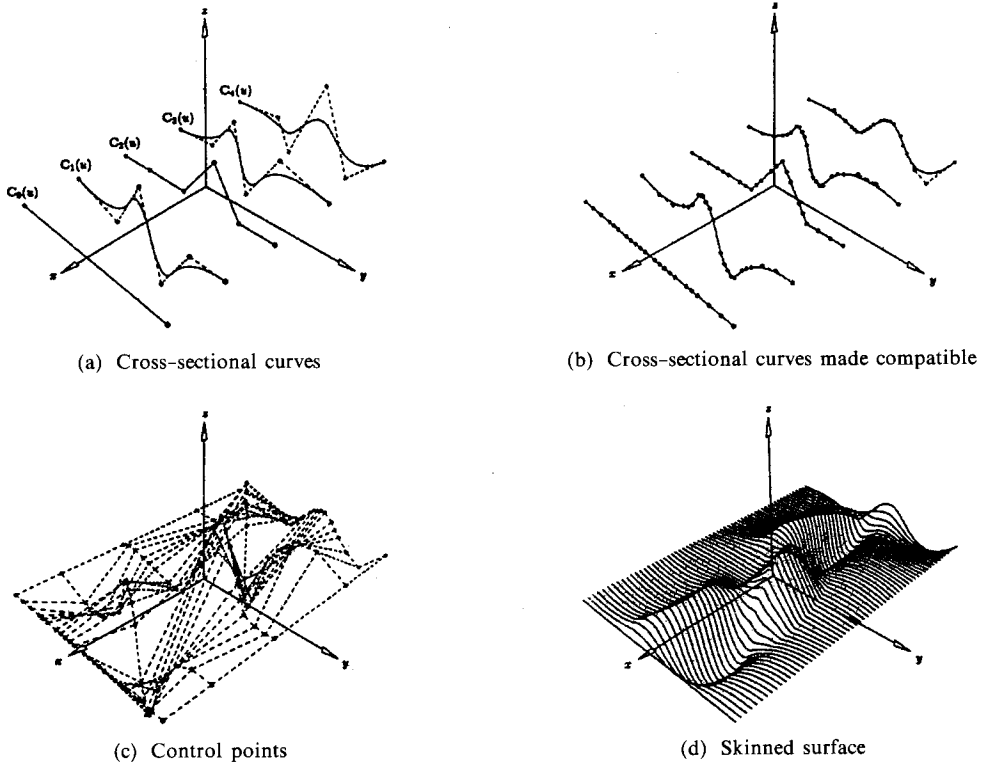 z
C₄(u)
C₃(u)
C₂(u)
C₁(u)
C₀(u)
x
y
(a) Cross-sectional curves
z
x
y
(b) Cross-sectional curves made compatible
z
x
y
(c) Control points
z
x
y
(d) Skinned surface